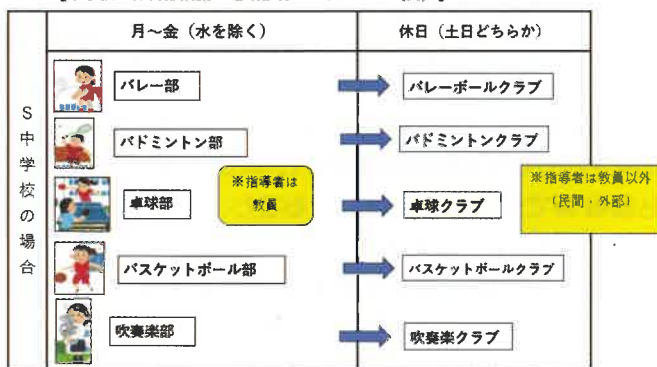 月～金（水を除く）
休日（土日どちらか）
S中学校の場合
バレー部
バレーボールクラブ
バドミントン部
バドミントンクラブ
※指導者は
教員
※指導者は教員以外
（民間・外部）
卓球部
卓球クラブ
バスケットボール部
バスケットボールクラブ
吹奏楽部
吹奏楽クラブ